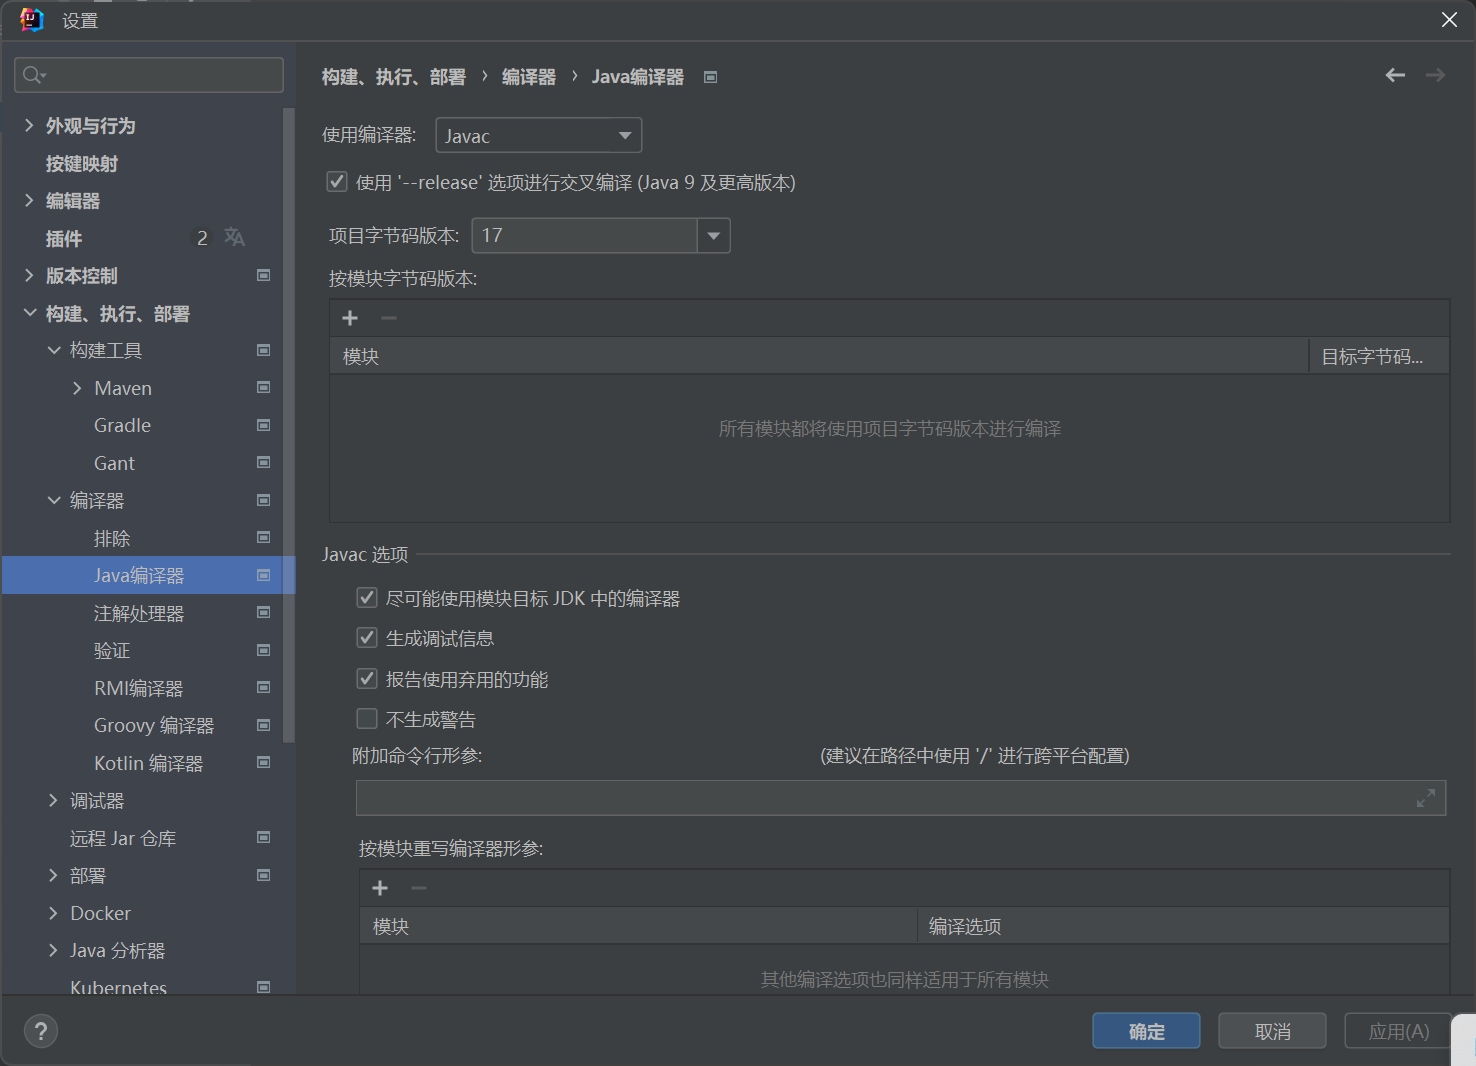 设置
构建、执行、部署 › 编译器 › Java编译器
外观与行为
按键映射
编辑器
插件 2
版本控制
构建、执行、部署
构建工具
Maven
Gradle
Gant
编译器
排除
Java编译器
注解处理器
验证
RMI编译器
Groovy 编译器
Kotlin 编译器
调试器
远程 Jar 仓库
部署
Docker
Java 分析器
Kubernetes
使用编译器: Javac
使用 '--release' 选项进行交叉编译 (Java 9 及更高版本)
项目字节码版本: 17
按模块字节码版本:
模块 目标字节码...
所有模块都将使用项目字节码版本进行编译
Javac 选项
尽可能使用模块目标 JDK 中的编译器
生成调试信息
报告使用弃用的功能
不生成警告
附加命令行形参: (建议在路径中使用 '/' 进行跨平台配置)
按模块重写编译器形参:
模块 编译选项
其他编译选项也同样适用于所有模块
? 确定 取消 应用(A)